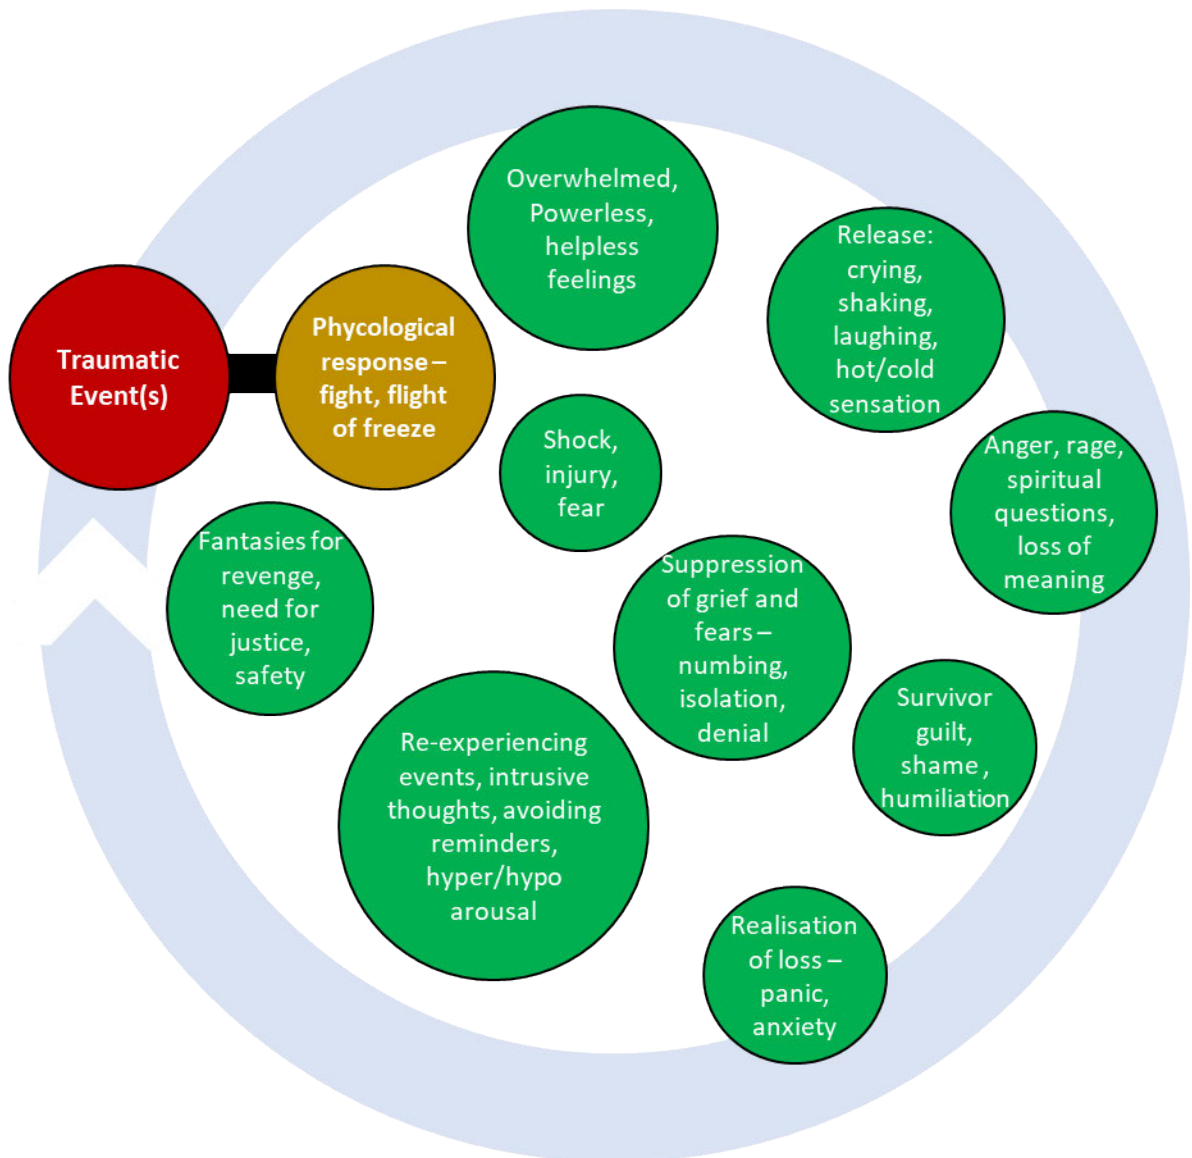 Traumatic
Event(s)
Phycological
response –
fight, flight
of freeze
Overwhelmed,
Powerless,
helpless
feelings
Release:
crying,
shaking,
laughing,
hot/cold
sensation
Shock,
injury,
fear
Anger, rage,
spiritual
questions,
loss of
meaning
Fantasies for
revenge,
need for
justice,
safety
Suppression
of grief and
fears –
numbing,
isolation,
denial
Survivor
guilt,
shame ,
humiliation
Re-experiencing
events, intrusive
thoughts, avoiding
reminders,
hyper/hypo
arousal
Realisation
of loss –
panic,
anxiety